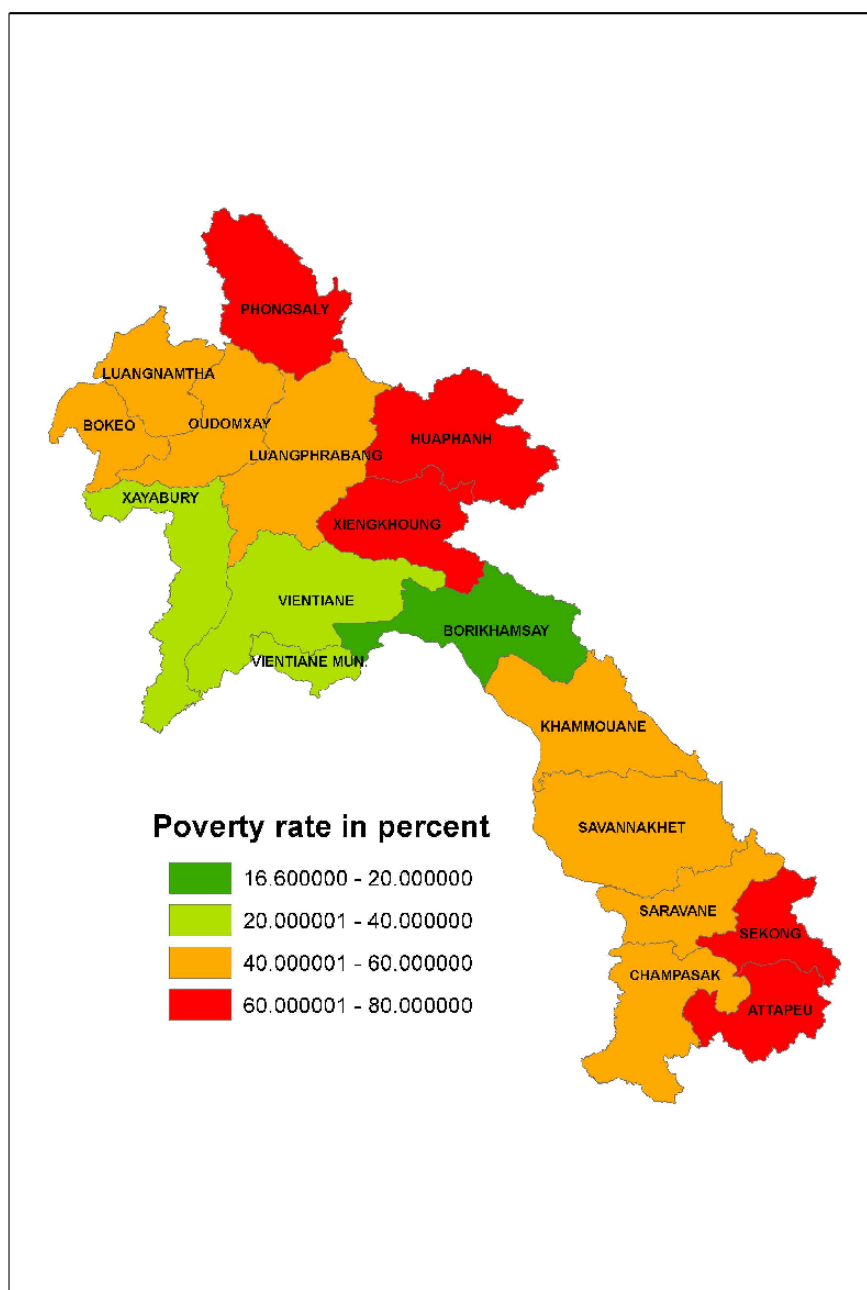 PHONGSALY
LUANGNAMTHA
BOKEO
OUDOMXAY
HUAPHANH
LUANGPHRABANG
XAYABURY
XIENGKHOUNG
VIENTIANE
BORIKHAMSAY
VIENTIANE MUN.
KHAMMOUANE
SAVANNAKHET
SARAVANE
SEKONG
CHAMPASAK
ATTAPEU
Poverty rate in percent
16.600000 - 20.000000
20.000001 - 40.000000
40.000001 - 60.000000
60.000001 - 80.000000